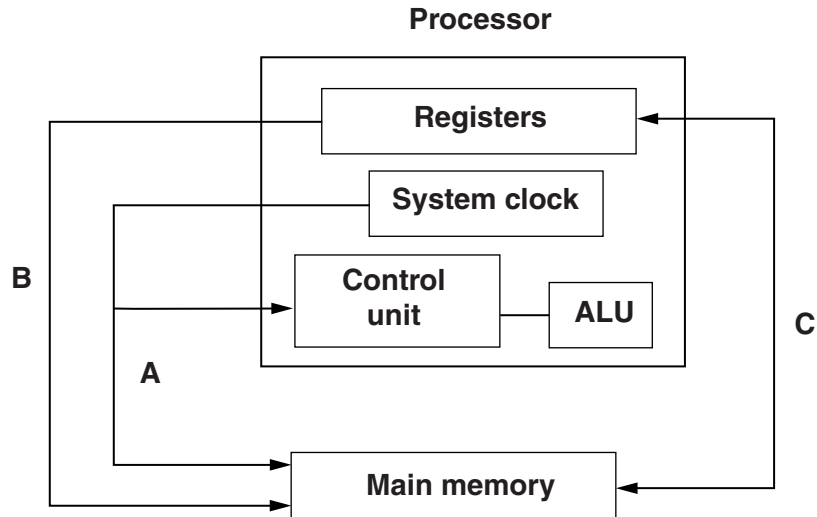 Processor
Registers
System clock
B
Control
unit
ALU
C
A
Main memory